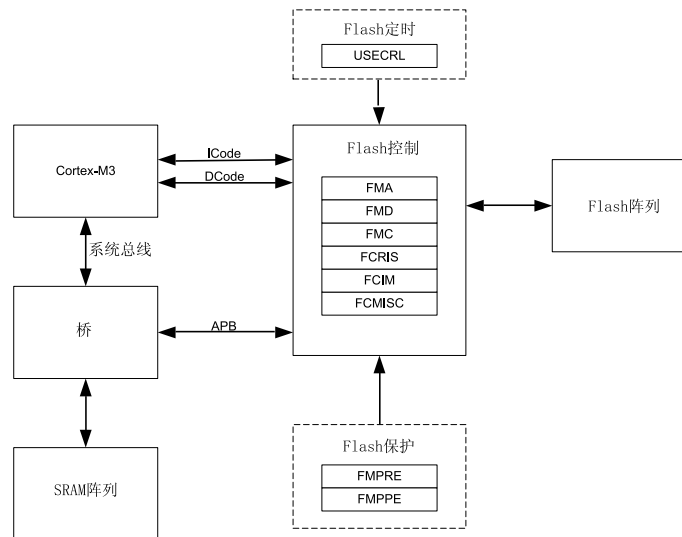 Flash定时
USECRL
Cortex-M3
ICode
DCode
Flash控制
FMA
FMD
FMC
FCRIS
FCIM
FCMISC
Flash阵列
系统总线
桥
APB
SRAM阵列
Flash保护
FMPRE
FMPPE